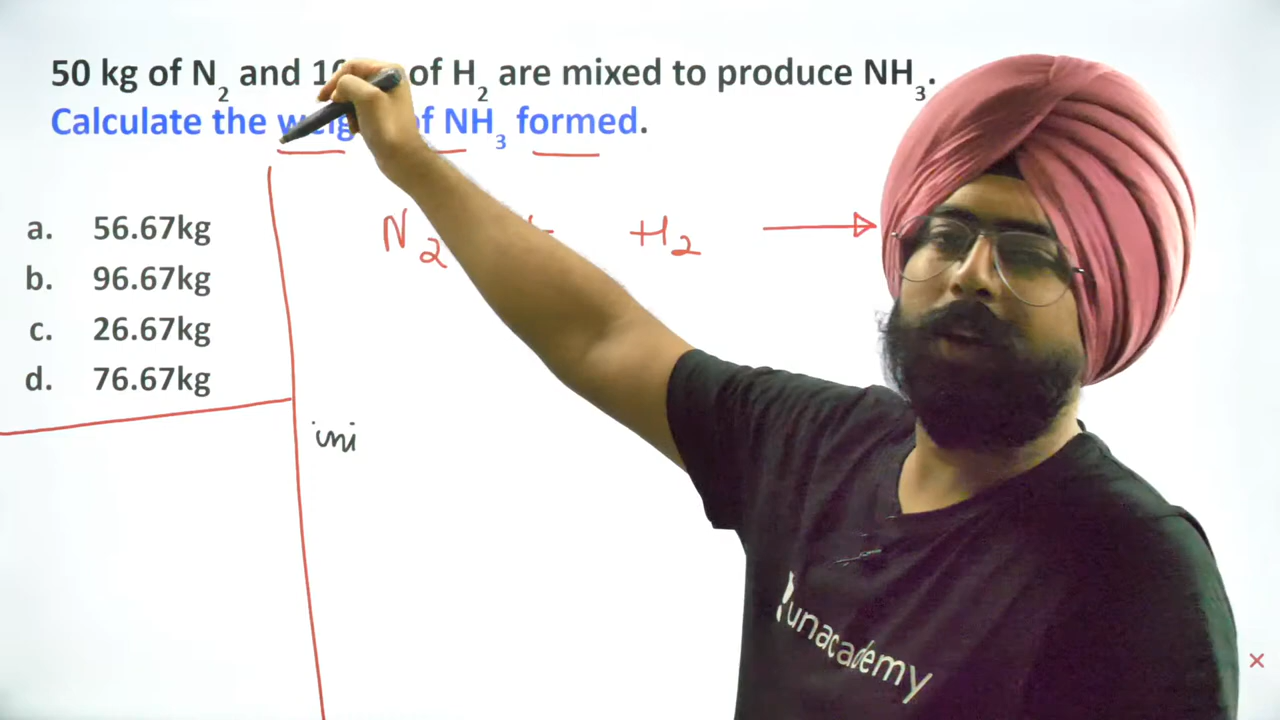 50 kg of N2 and of H2 are mixed to produce NH3.
Calculate the of NH3 formed.
a. 56.67kg
b. 96.67kg
c. 26.67kg
d. 76.67kg
N2 + H2 →
ini
unacademy
×